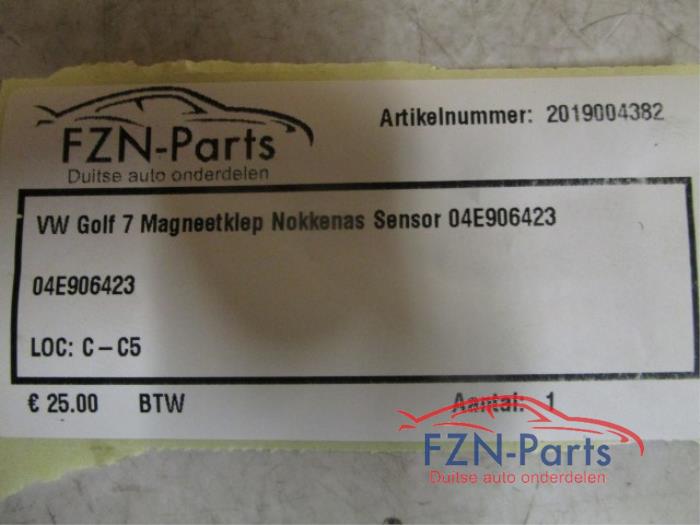 FZN-Parts
Duitse auto onderdelen
Artikelnummer: 2019004382
VW Golf 7 Magneetklep Nokkenas Sensor 04E906423
04E906423
LOC: C-C5
€ 25.00 BTW Aantal: 1
FZN-Parts
Duitse auto onderdelen